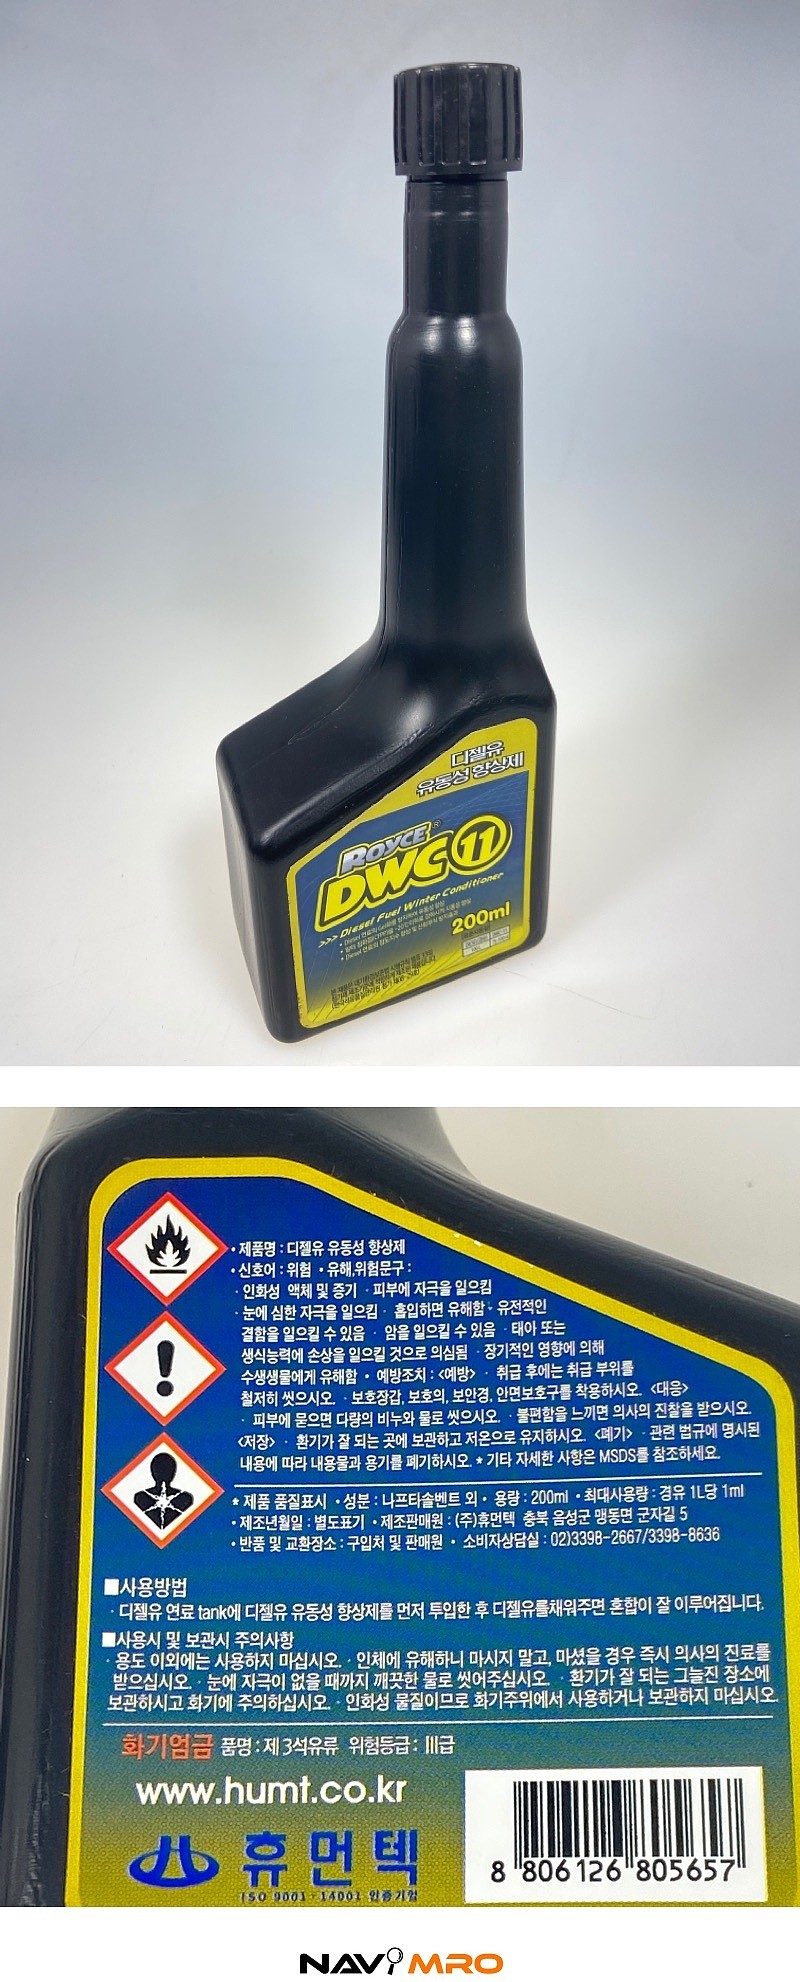 디젤유
유동성 향상제
ROYCE®
DWC 11
>>> Diesel Fuel Winter Conditioner
200ml
• 제품명 : 디젤유 유동성 향상제
• 신호어 : 위험 • 유해,위험문구 :
· 인화성 액체 및 증기 · 피부에 자극을 일으킴
· 눈에 심한 자극을 일으킴 · 흡입하면 유해함 · 유전적인
결함을 일으킬 수 있음 · 암을 일으킬 수 있음 · 태아 또는
생식능력에 손상을 일으킬 것으로 의심됨 · 장기적인 영향에 의해
수생생물에게 유해함 • 예방조치 : <예방> · 취급 후에는 취급 부위를
철저히 씻으시오. · 보호장갑, 보호의, 보안경, 안면보호구를 착용하시오. <대응>
· 피부에 묻으면 다량의 비누와 물로 씻으시오. · 불편함을 느끼면 의사의 진찰을 받으시오.
<저장> · 환기가 잘 되는 곳에 보관하고 저온으로 유지하시오. <폐기> · 관련 법규에 명시된
내용에 따라 내용물과 용기를 폐기하시오. * 기타 자세한 사항은 MSDS를 참조하세요.
* 제품 품질표시 • 성분 : 나프타솔벤트 외 • 용량 : 200ml • 최대사용량 : 경유 1L당 1ml
• 제조년월일 : 별도표기 • 제조판매원 : (주)휴먼텍 충북 음성군 맹동면 군자길 5
• 반품 및 교환장소 : 구입처 및 판매원 • 소비자상담실 : 02)3398-2667/3398-8636
■사용방법
· 디젤유 연료 tank에 디젤유 유동성 향상제를 먼저 투입한 후 디젤유를채워주면 혼합이 잘 이루어집니다.
■사용시 및 보관시 주의사항
· 용도 이외에는 사용하지 마십시오. · 인체에 유해하니 마시지 말고, 마셨을 경우 즉시 의사의 진료를
받으십시오. · 눈에 자극이 없을 때까지 깨끗한 물로 씻어주십시오. · 환기가 잘 되는 그늘진 장소에
보관하시고 화기에 주의하십시오. · 인화성 물질이므로 화기주위에서 사용하거나 보관하지 마십시오.
화기엄금 품명 : 제 3석유류 위험등급 : III급
www.humt.co.kr
휴먼텍
ISO 9001 · 14001 인증기업
8 806126 805657
NAVI MRO